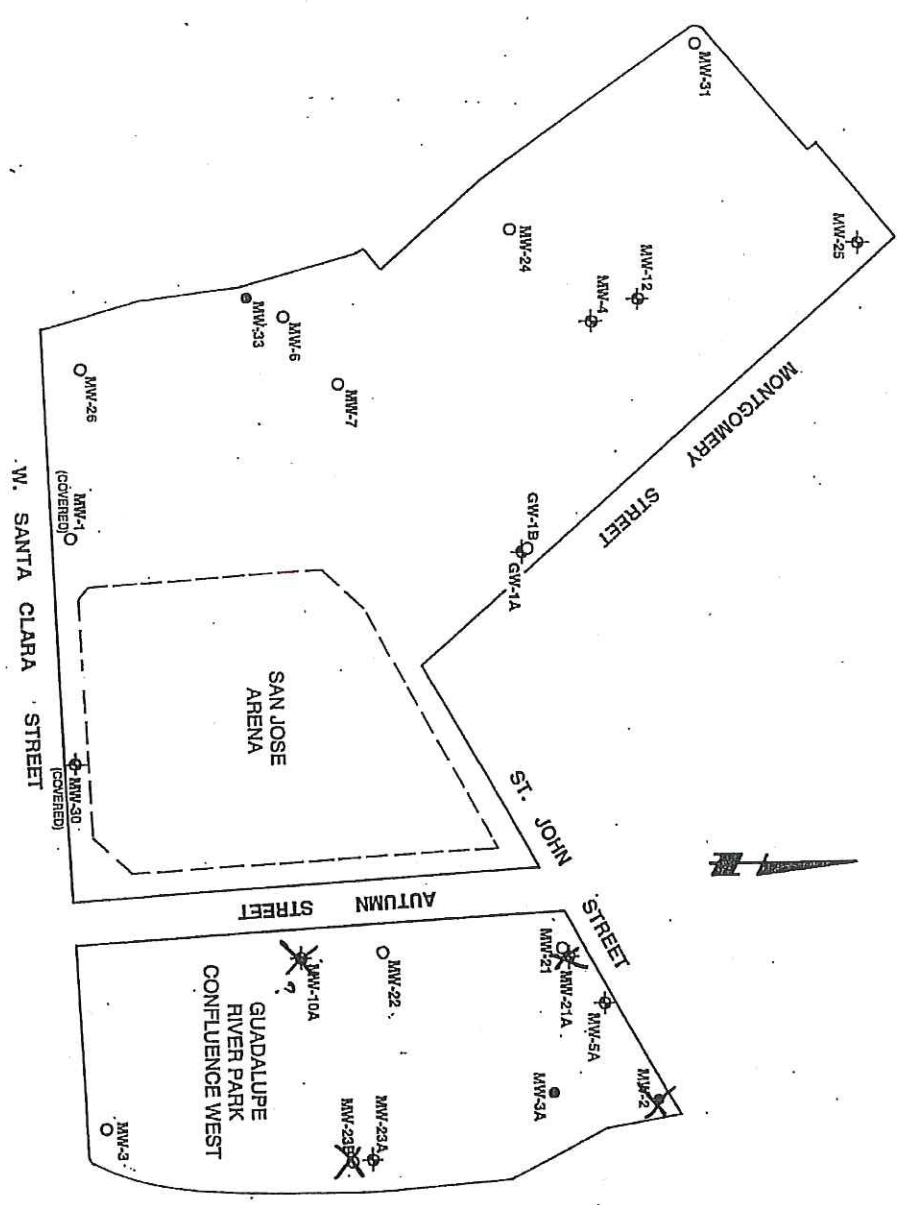 MW-31
MW-25
MW-24
MW-12
MW-4
MW-33
MW-6
MW-7
MW-26
MW-1
(COVERED)
MONTGOMERY STREET
GW-1B
GW-1A
W. SANTA CLARA STREET
SAN JOSE
ARENA
MW-30
(COVERED)
ST. JOHN STREET
AUTUMN STREET
MW-21
MW-21A
MW-5A
MW-2
MW-22
MW-10A
?
MW-3A
MW-23A
MW-23B
MW-3
GUADALUPE
RIVER PARK
CONFLUENCE WEST